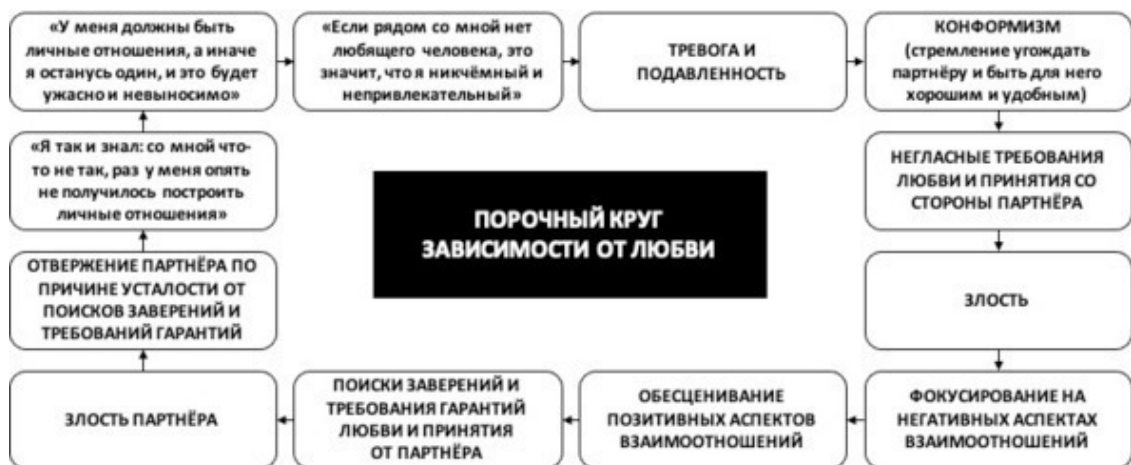 «У меня должны быть
личные отношения, а иначе
я останусь один, и это будет
ужасно и невыносимо»
«Если рядом со мной нет
любящего человека, это
значит, что я никчёмный и
непривлекательный»
ТРЕВОГА И
ПОДАВЛЕННОСТЬ
КОНФОРМИЗМ
(стремление угождать
партнёру и быть для него
хорошим и удобным)
НЕГЛАСНЫЕ ТРЕБОВАНИЯ
ЛЮБВИ И ПРИНЯТИЯ СО
СТОРОНЫ ПАРТНЁРА
ЗЛОСТЬ
ФОКУСИРОВАНИЕ НА
НЕГАТИВНЫХ АСПЕКТАХ
ВЗАИМООТНОШЕНИЙ
ОБЕСЦЕНИВАНИЕ
ПОЗИТИВНЫХ АСПЕКТОВ
ВЗАИМООТНОШЕНИЙ
ПОИСКИ ЗАВЕРЕНИЙ И
ТРЕБОВАНИЯ ГАРАНТИЙ
ЛЮБВИ И ПРИНЯТИЯ
ОТ ПАРТНЁРА
ЗЛОСТЬ ПАРТНЁРА
ОТВЕРЖЕНИЕ ПАРТНЁРА ПО
ПРИЧИНЕ УСТАЛОСТИ ОТ
ПОИСКОВ ЗАВЕРЕНИЙ И
ТРЕБОВАНИЙ ГАРАНТИЙ
«Я так и знал: со мной что-
то не так, раз у меня опять
не получилось построить
личные отношения»
ПОРОЧНЫЙ КРУГ
ЗАВИСИМОСТИ ОТ ЛЮБВИ